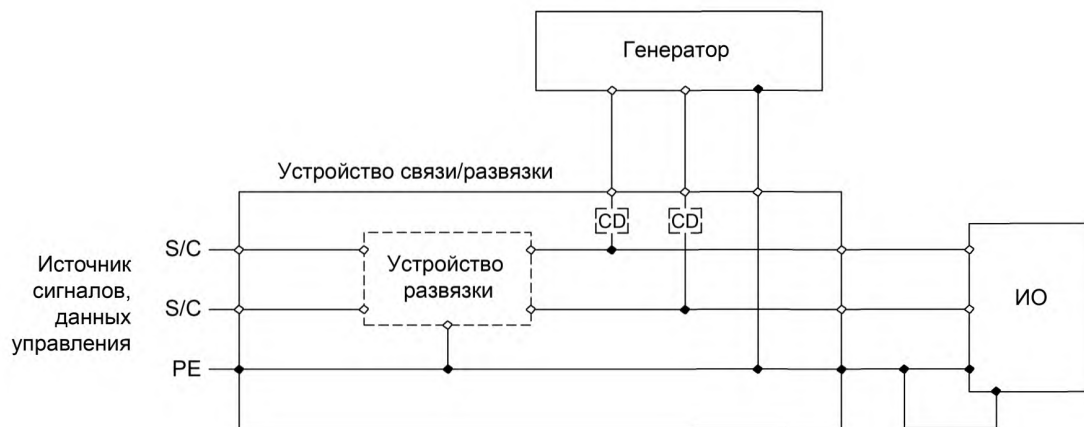 Генератор
Устройство связи/развязки
CD
CD
S/C
Источник
сигналов,
данных
управления
S/C
PE
Устройство
развязки
ИО